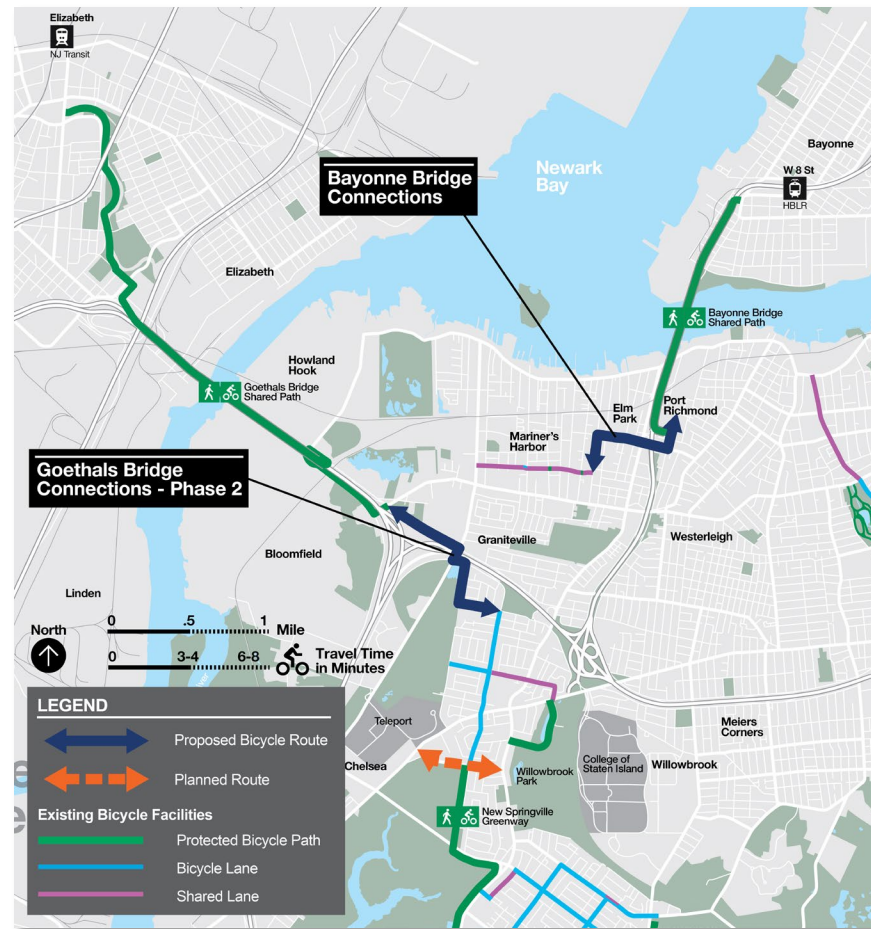 Elizabeth
NJ Transit
Bayonne
W 8 St
HBLR
Newark
Bay
Bayonne Bridge
Connections
Elizabeth
Bayonne Bridge
Shared Path
Howland
Hook
Goethals Bridge
Shared Path
Elm
Park
Port
Richmond
Mariner's
Harbor
Goethals Bridge
Connections - Phase 2
Graniteville
Westerleigh
Bloomfield
Linden
North
0 .5 1 Mile
0 3-4 6-8 Travel Time
in Minutes
LEGEND
Proposed Bicycle Route
Planned Route
Existing Bicycle Facilities
Protected Bicycle Path
Bicycle Lane
Shared Lane
Teleport
Chelsea
Meiers
Corners
College of
Staten Island
Willowbrook
Willowbrook
Park
New Springville
Greenway